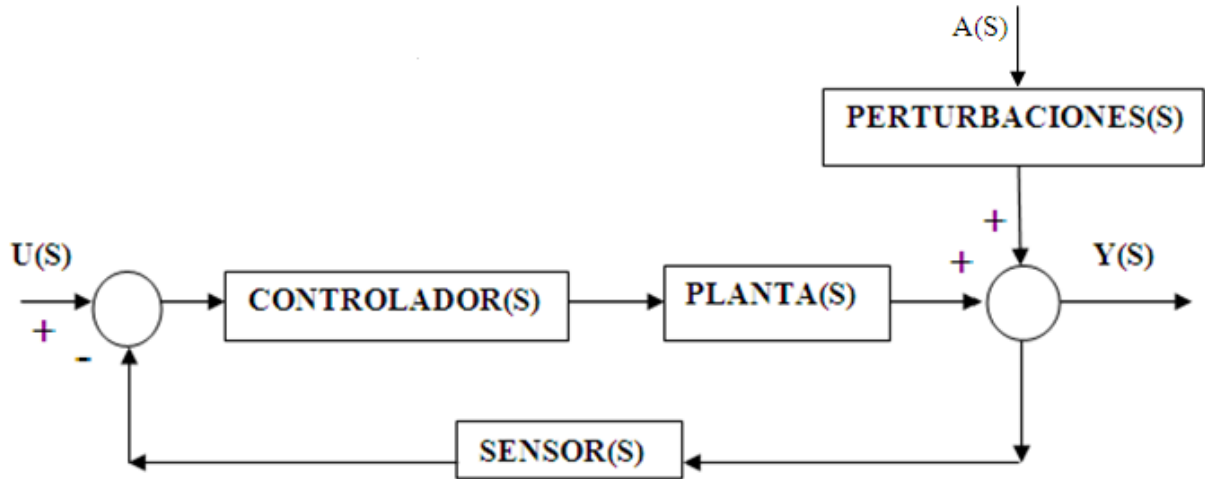 A(S)
PERTURBACIONES(S)
+
U(S)
+
Y(S)
CONTROLADOR(S)
PLANTA(S)
+
-
SENSOR(S)